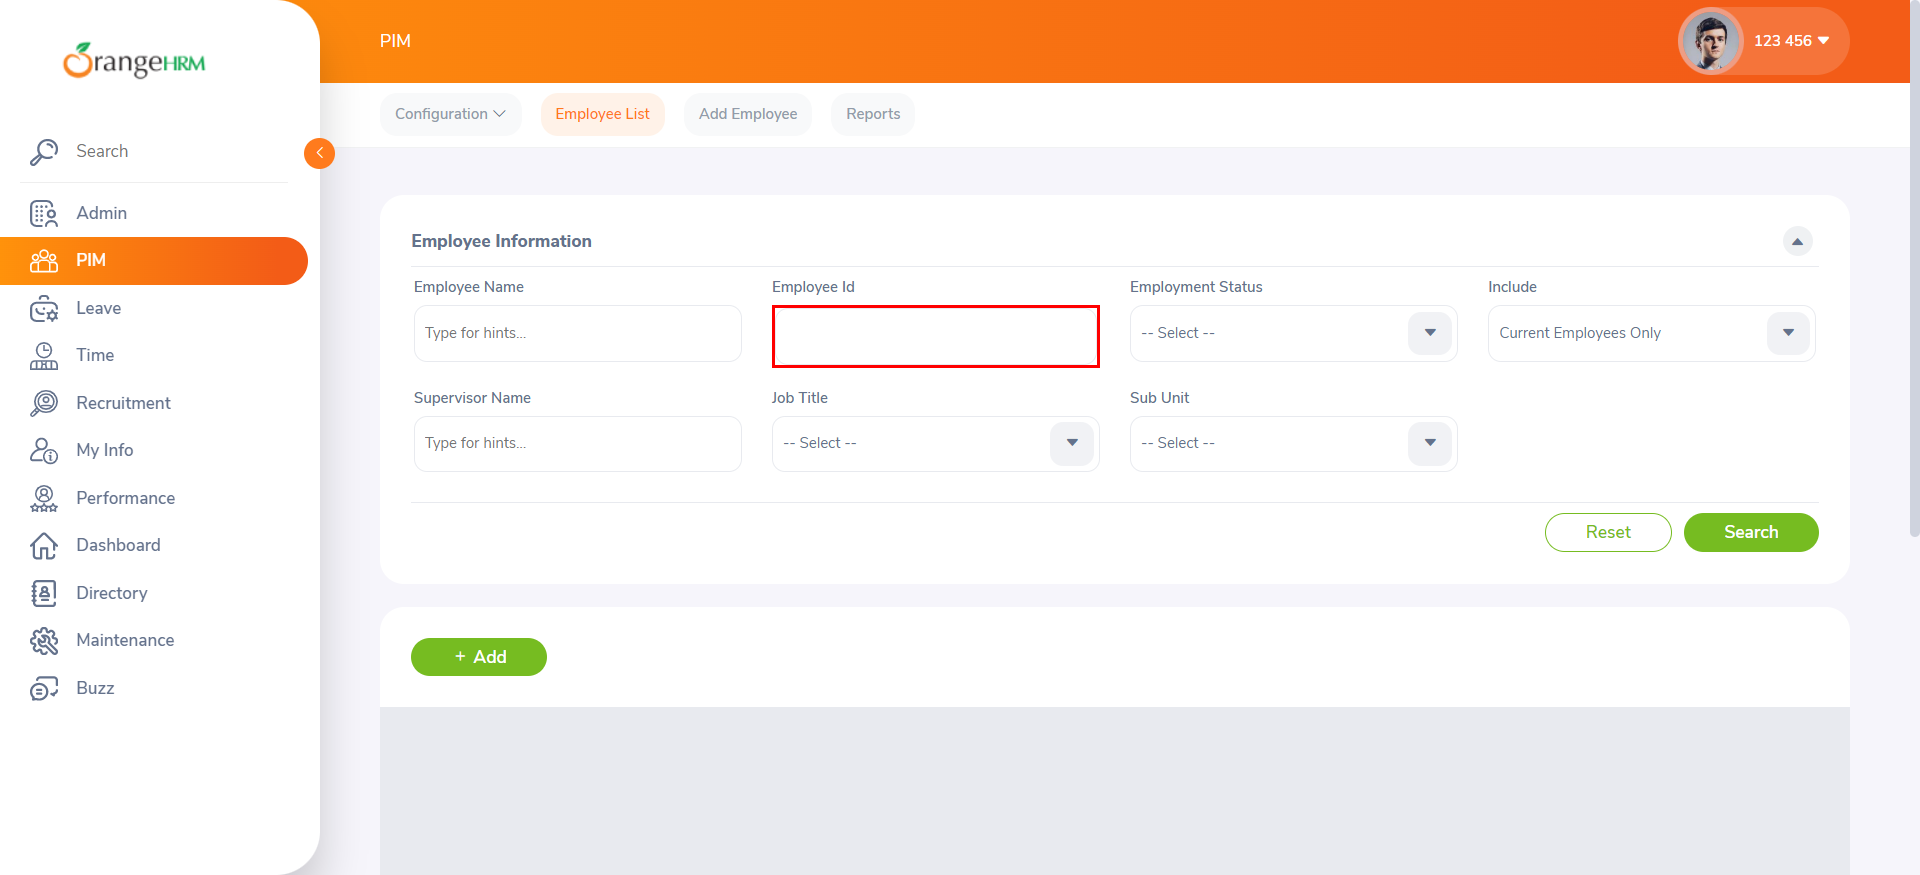 OrangeHRM
PIM
123 456
Configuration
Employee List
Add Employee
Reports
Search
Admin
PIM
Leave
Time
Recruitment
My Info
Performance
Dashboard
Directory
Maintenance
Buzz
Employee Information
Employee Name
Employee Id
Employment Status
Include
Type for hints...
-- Select --
Current Employees Only
Supervisor Name
Job Title
Sub Unit
Type for hints...
-- Select --
-- Select --
Reset
Search
+ Add